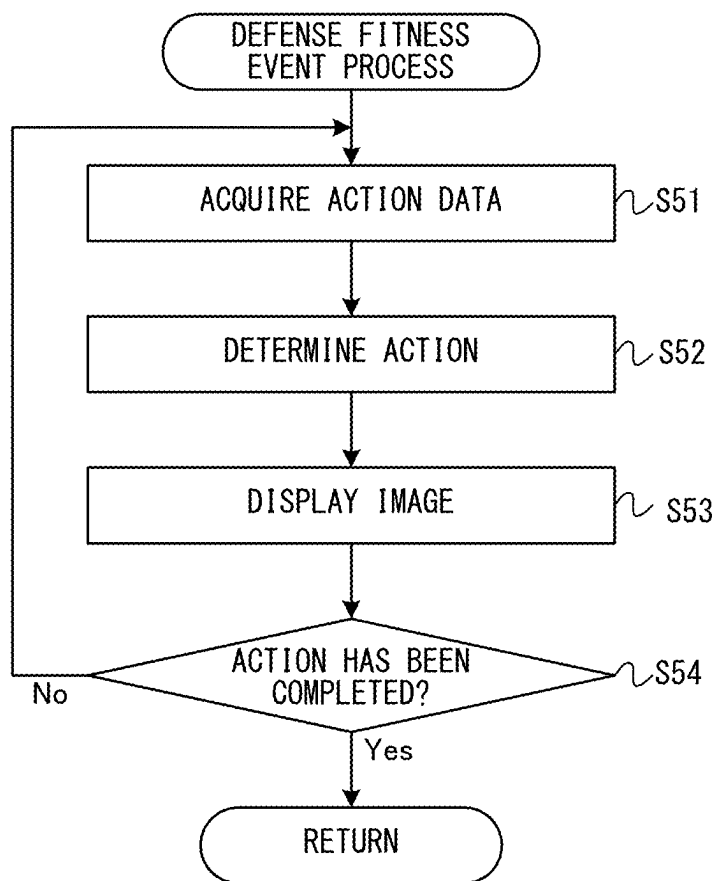 DEFENSE FITNESS
EVENT PROCESS
ACQUIRE ACTION DATA
S51
DETERMINE ACTION
S52
DISPLAY IMAGE
S53
ACTION HAS BEEN
COMPLETED?
S54
No
Yes
RETURN